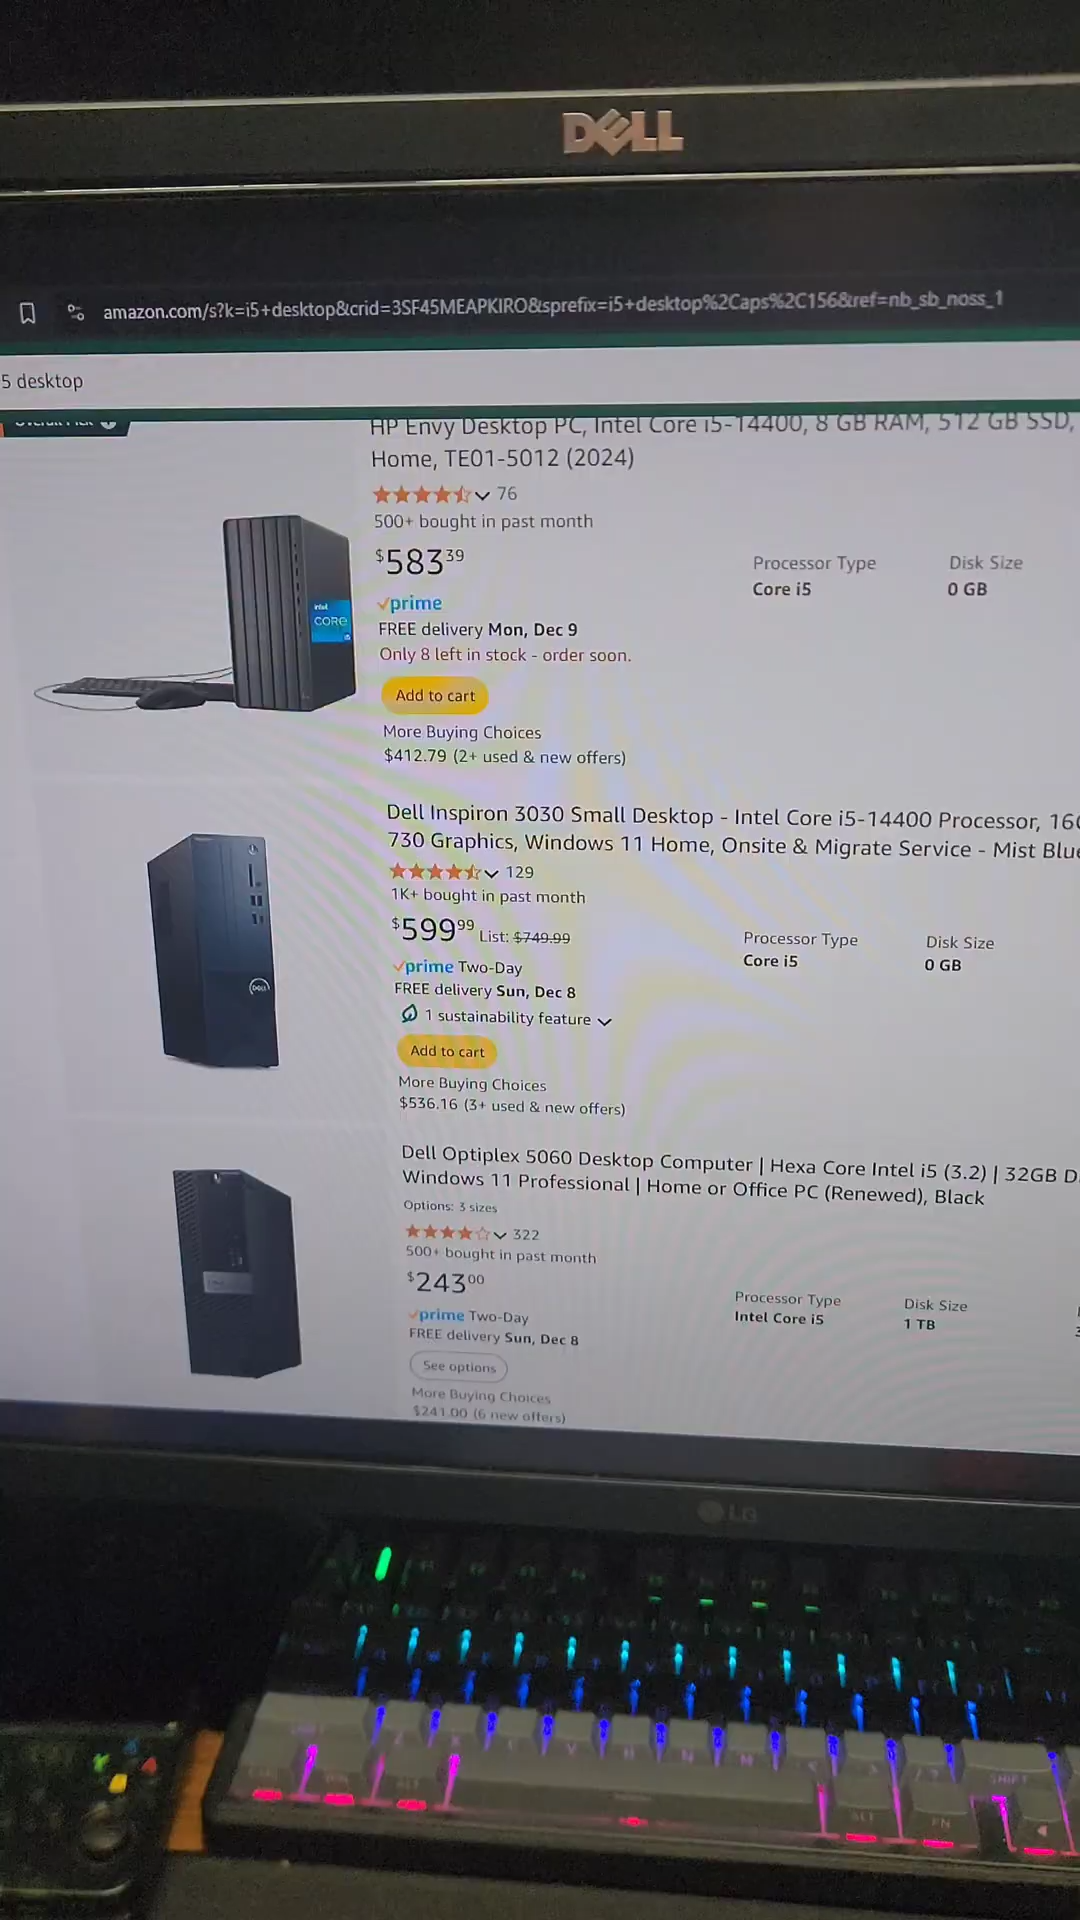 DELL
amazon.com/s?k=i5+desktop&crid=3SF45MEAPKIRO&sprefix=i5+desktop%2Caps%2C156&ref=nb_sb_noss_1
5 desktop
HP Envy Desktop PC, Intel Core i5-14400, 8 GB RAM, 512 GB SSD,
Home, TE01-5012 (2024)
76
500+ bought in past month
$583.39
Processor Type
Core i5
Disk Size
0 GB
intel
CORE
prime
FREE delivery Mon, Dec 9
Only 8 left in stock - order soon.
Add to cart
More Buying Choices
$412.79 (2+ used & new offers)
Dell Inspiron 3030 Small Desktop - Intel Core i5-14400 Processor, 16
730 Graphics, Windows 11 Home, Onsite & Migrate Service - Mist Blue
129
1K+ bought in past month
$599.99 List: $749.99
Processor Type
Core i5
Disk Size
0 GB
prime Two-Day
FREE delivery Sun, Dec 8
DELL
1 sustainability feature
Add to cart
More Buying Choices
$536.16 (3+ used & new offers)
Dell Optiplex 5060 Desktop Computer | Hexa Core Intel i5 (3.2) | 32GB D
Windows 11 Professional | Home or Office PC (Renewed), Black
Options: 3 sizes
322
500+ bought in past month
$243.00
Processor Type
Intel Core i5
Disk Size
1 TB
prime Two-Day
FREE delivery Sun, Dec 8
See options
More Buying Choices
$241.00 (6 new offers)
LG
SHIFT
ALT
FN